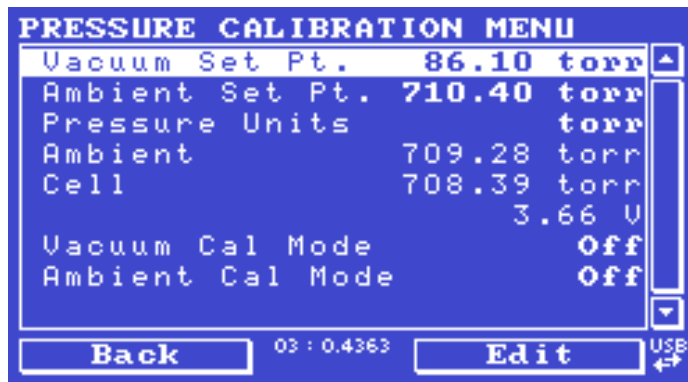 PRESSURE CALIBRATION MENU
Vacuum Set Pt. 86.10 torr
Ambient Set Pt. 710.40 torr
Pressure Units torr
Ambient 709.28 torr
Cell 708.39 torr
3.66 V
Vacuum Cal Mode Off
Ambient Cal Mode Off
Back O3:0.4363 Edit USB